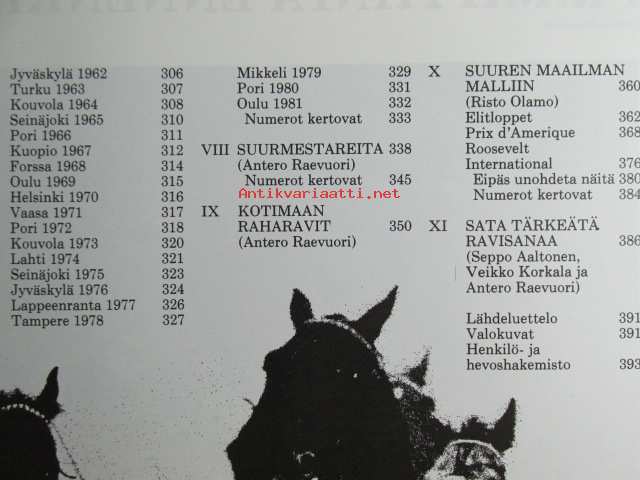 Jyväskylä 1962 306
Turku 1963 307
Kouvola 1964 308
Seinäjoki 1965 310
Pori 1966 311
Kuopio 1967 312
Forssa 1968 314
Oulu 1969 315
Helsinki 1970 316
Vaasa 1971 317
Pori 1972 318
Kouvola 1973 320
Lahti 1974 321
Seinäjoki 1975 323
Jyväskylä 1976 324
Lappeenranta 1977 326
Tampere 1978 327
Mikkeli 1979 329
Pori 1980 331
Oulu 1981 332
Numerot kertovat 333
VIII SUURMESTAREITA 338
(Antero Raevuori)
Numerot kertovat 345
Antikvariaatti.net
IX KOTIMAAN
RAHARAVIT 350
(Antero Raevuori)
X SUUREN MAAILMAN
MALLIIN 360
(Risto Olamo)
Elitloppet 362
Prix d'Amerique 368
Roosevelt
International 376
Eipäs unohdeta näitä 380
Numerot kertovat 384
XI SATA TÄRKEÄTÄ
RAVISANAA 386
(Seppo Aaltonen,
Veikko Korkala ja
Antero Raevuori)
Lähdeluettelo 391
Valokuvat 391
Henkilö- ja
hevoshakemisto 393